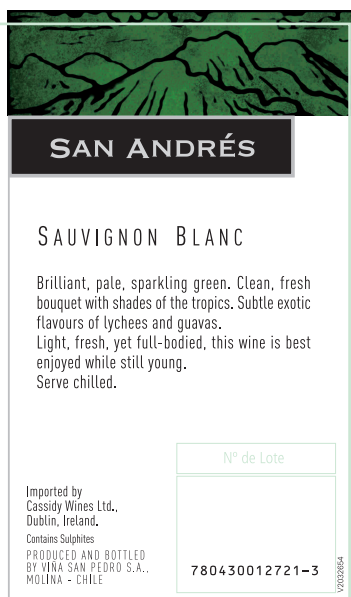 SAN ANDRÉS
SAUVIGNON BLANC
Brilliant, pale, sparkling green. Clean, fresh
bouquet with shades of the tropics. Subtle exotic
flavours of lychees and guavas.
Light, fresh, yet full-bodied, this wine is best
enjoyed while still young.
Serve chilled.
Nº de Lote
Imported by
Cassidy Wines Ltd.,
Dublin, Ireland.
Contains Sulphites
PRODUCED AND BOTTLED
BY VIÑA SAN PEDRO S.A.,
MOLINA - CHILE
780430012721-3
V2032654